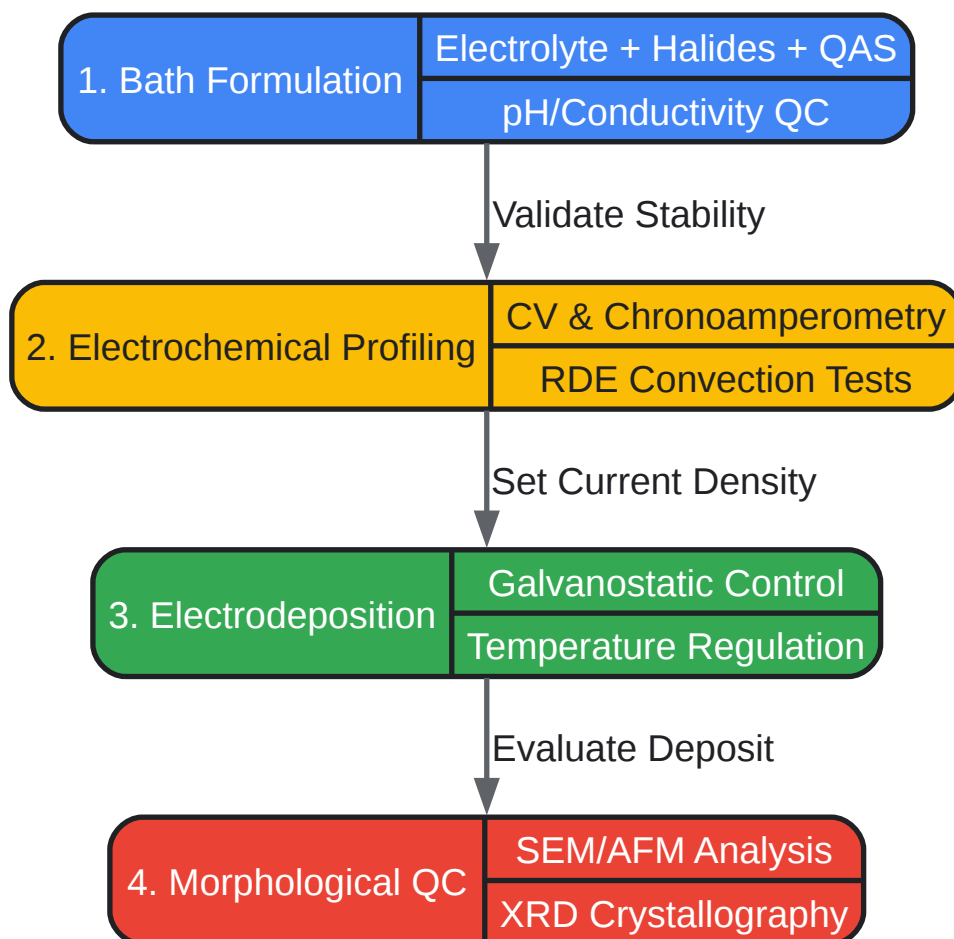 1. Bath Formulation
Electrolyte + Halides + QAS
pH/Conductivity QC
Validate Stability
2. Electrochemical Profiling
CV & Chronoamperometry
RDE Convection Tests
Set Current Density
3. Electrodeposition
Galvanostatic Control
Temperature Regulation
Evaluate Deposit
4. Morphological QC
SEM/AFM Analysis
XRD Crystallography